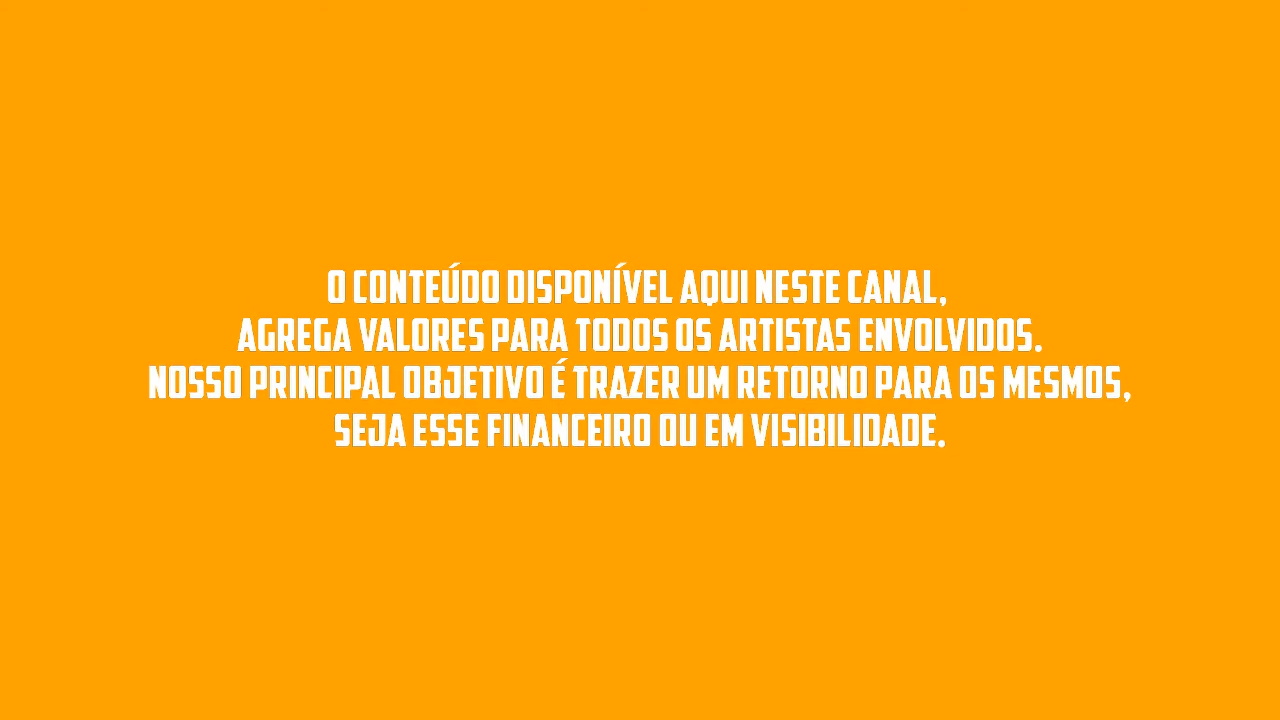 O CONTEÚDO DISPONÍVEL AQUI NESTE CANAL,
AGREGA VALORES PARA TODOS OS ARTISTAS ENVOLVIDOS.
NOSSO PRINCIPAL OBJETIVO É TRAZER UM RETORNO PARA OS MESMOS,
SEJA ESSE FINANCEIRO OU EM VISIBILIDADE.